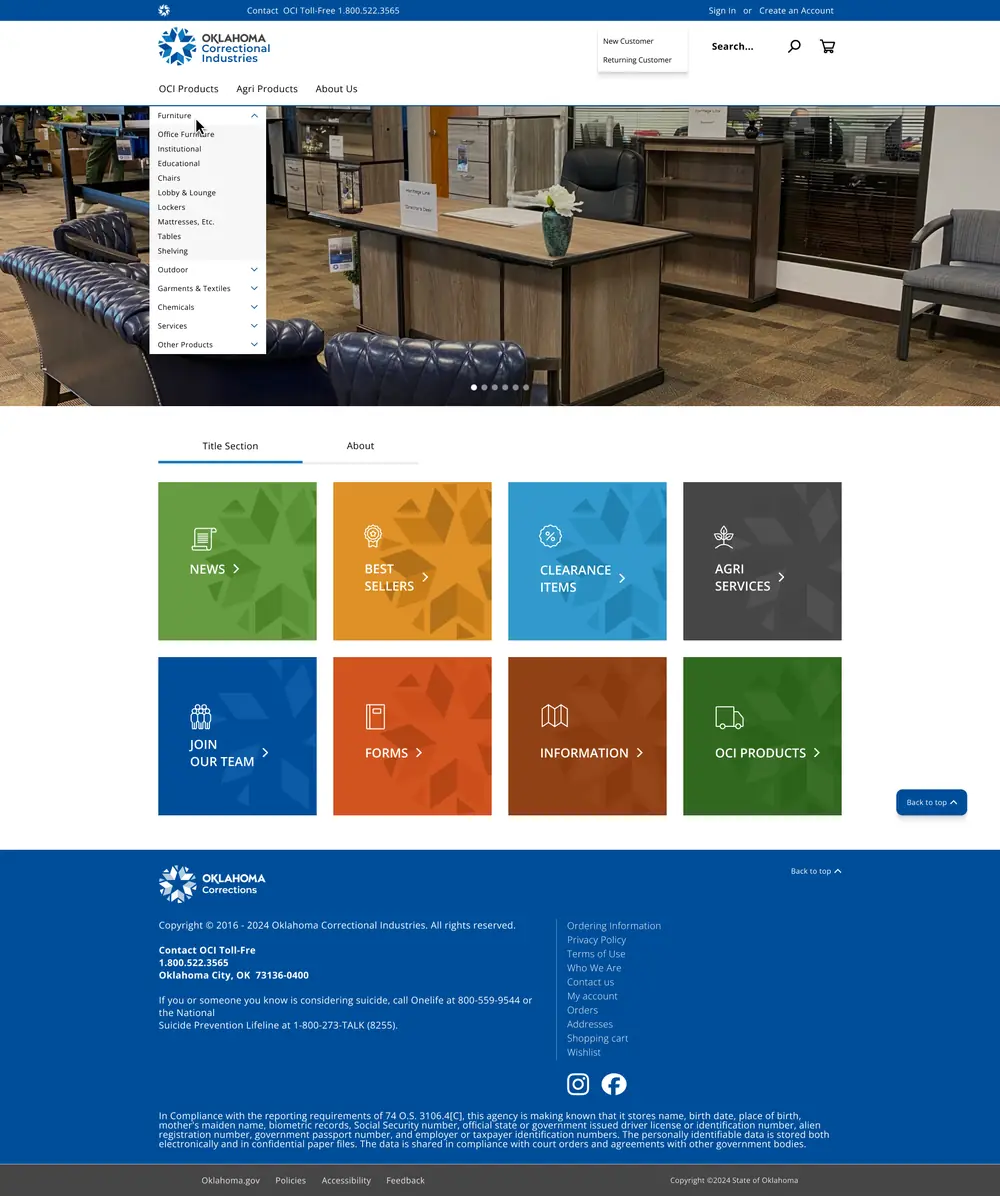 Contact OCI Toll-Free 1.800.522.3565
Sign In or Create an Account
OKLAHOMA
Correctional
Industries
New Customer
Returning Customer
Search...
OCI Products
Agri Products
About Us
Furniture
Office Furniture
Institutional
Educational
Chairs
Lobby & Lounge
Lockers
Mattresses, Etc.
Tables
Shelving
Outdoor
Garments & Textiles
Chemicals
Services
Other Products
Heritage Line
Heritage Line
Title Section
About
NEWS
BEST
SELLERS
CLEARANCE
ITEMS
AGRI
SERVICES
JOIN
OUR TEAM
FORMS
INFORMATION
OCI PRODUCTS
Back to top
OKLAHOMA
Corrections
Back to top
Copyright © 2016 - 2024 Oklahoma Correctional Industries. All rights reserved.
Contact OCI Toll-Fre
1.800.522.3565
Oklahoma City, OK 73136-0400
If you or someone you know is considering suicide, call Onelife at 800-559-9544 or
the National
Suicide Prevention Lifeline at 1-800-273-TALK (8255).
Ordering Information
Privacy Policy
Terms of Use
Who We Are
Contact us
My account
Orders
Addresses
Shopping cart
Wishlist
In Compliance with the reporting requirements of 74 O.S. 3106.4[C], this agency is making known that it stores name, birth date, place of birth,
mother's maiden name, biometric records, Social Security number, official state or government issued driver license or identification number, alien
registration number, government passport number, and employer or taxpayer identification numbers. The personally identifiable data is stored both
electronically and in confidential paper files. The data is shared in compliance with court orders and agreements with other government bodies.
Oklahoma.gov
Policies
Accessibility
Feedback
Copyright ©2024 State of Oklahoma